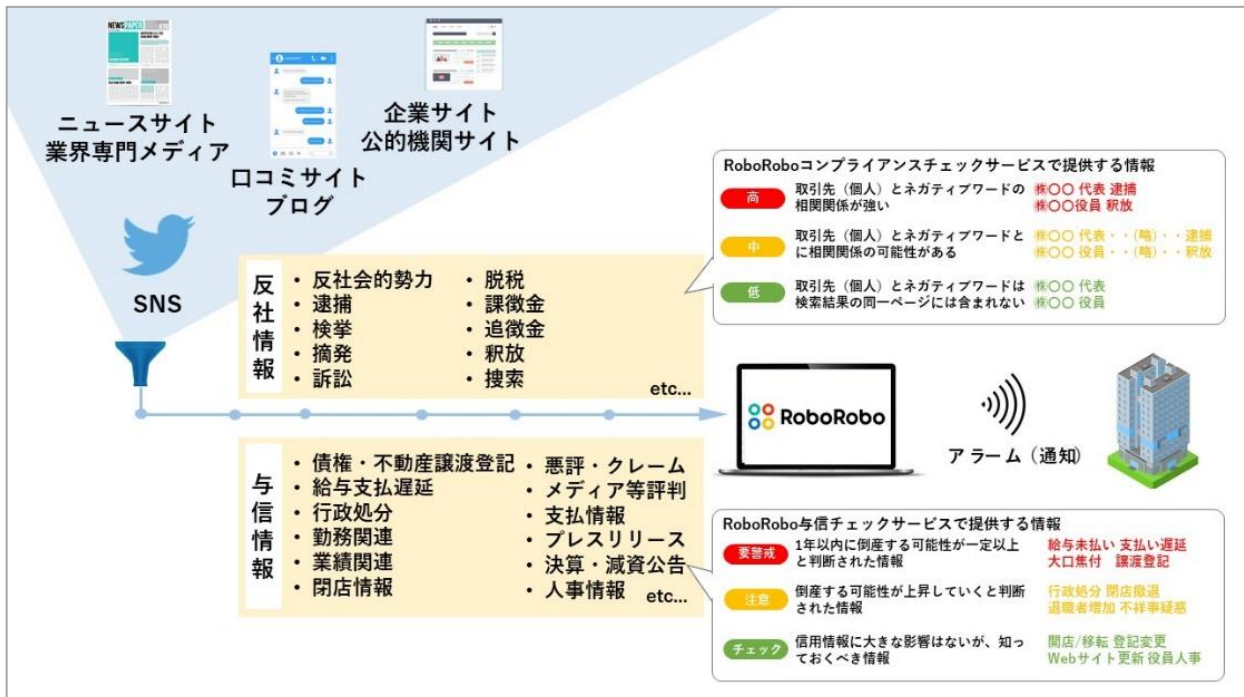 NEWSPAPER
ニュースサイト
業界専門メディア
口コミサイト
ブログ
企業サイト
公的機関サイト
SNS
反社情報
・反社会的勢力
・逮捕
・検挙
・摘発
・訴訟
・脱税
・課徴金
・追徴金
・釈放
・捜索
etc...
RoboRoboコンプライアンスチェックサービスで提供する情報
高
取引先（個人）とネガティブワードの
相関関係が強い
㈱〇〇 代表 逮捕
㈱〇〇役員 釈放
中
取引先（個人）とネガティブワードと
に相関関係の可能性がある
㈱〇〇 代表・・(略)・・逮捕
㈱〇〇 役員・・(略)・・釈放
低
取引先（個人）とネガティブワードは
検索結果の同一ページには含まれない
㈱〇〇 代表
㈱〇〇 役員
RoboRobo
アラーム（通知）
与信情報
・債権・不動産譲渡登記
・給与支払遅延
・行政処分
・勤務関連
・業績関連
・閉店情報
・悪評・クレーム
・メディア等評判
・支払情報
・プレスリリース
・決算・減資公告
・人事情報
etc...
RoboRobo与信チェックサービスで提供する情報
要警戒
1年以内に倒産する可能性が一定以上
と判断された情報
給与未払い 支払い遅延
大口焦付　譲渡登記
注意
倒産する可能性が上昇していくと判断
された情報
行政処分 閉店撤退
退職者増加 不祥事疑惑
チェック
信用情報に大きな影響はないが、知っ
ておくべき情報
開店/移転 登記変更
Webサイト更新 役員人事